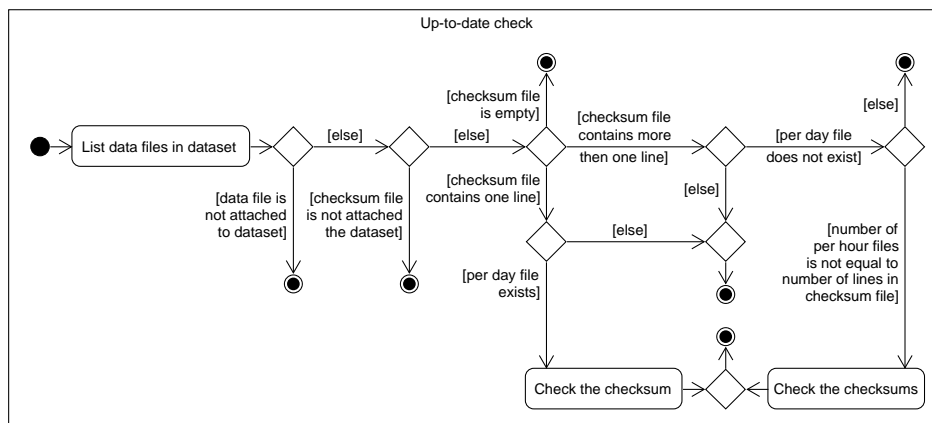 Up-to-date check
[checksum file
is empty]
[else]
[checksum file
contains more
then one line]
[per day file
does not exist]
List data files in dataset
[else]
[else]
[data file is
not attached
to dataset]
[checksum file
is not attached
the dataset]
[checksum file
contains one line]
[else]
[else]
[number of
per hour files
is not equal to
number of lines in
checksum file]
[per day file
exists]
Check the checksum
Check the checksums